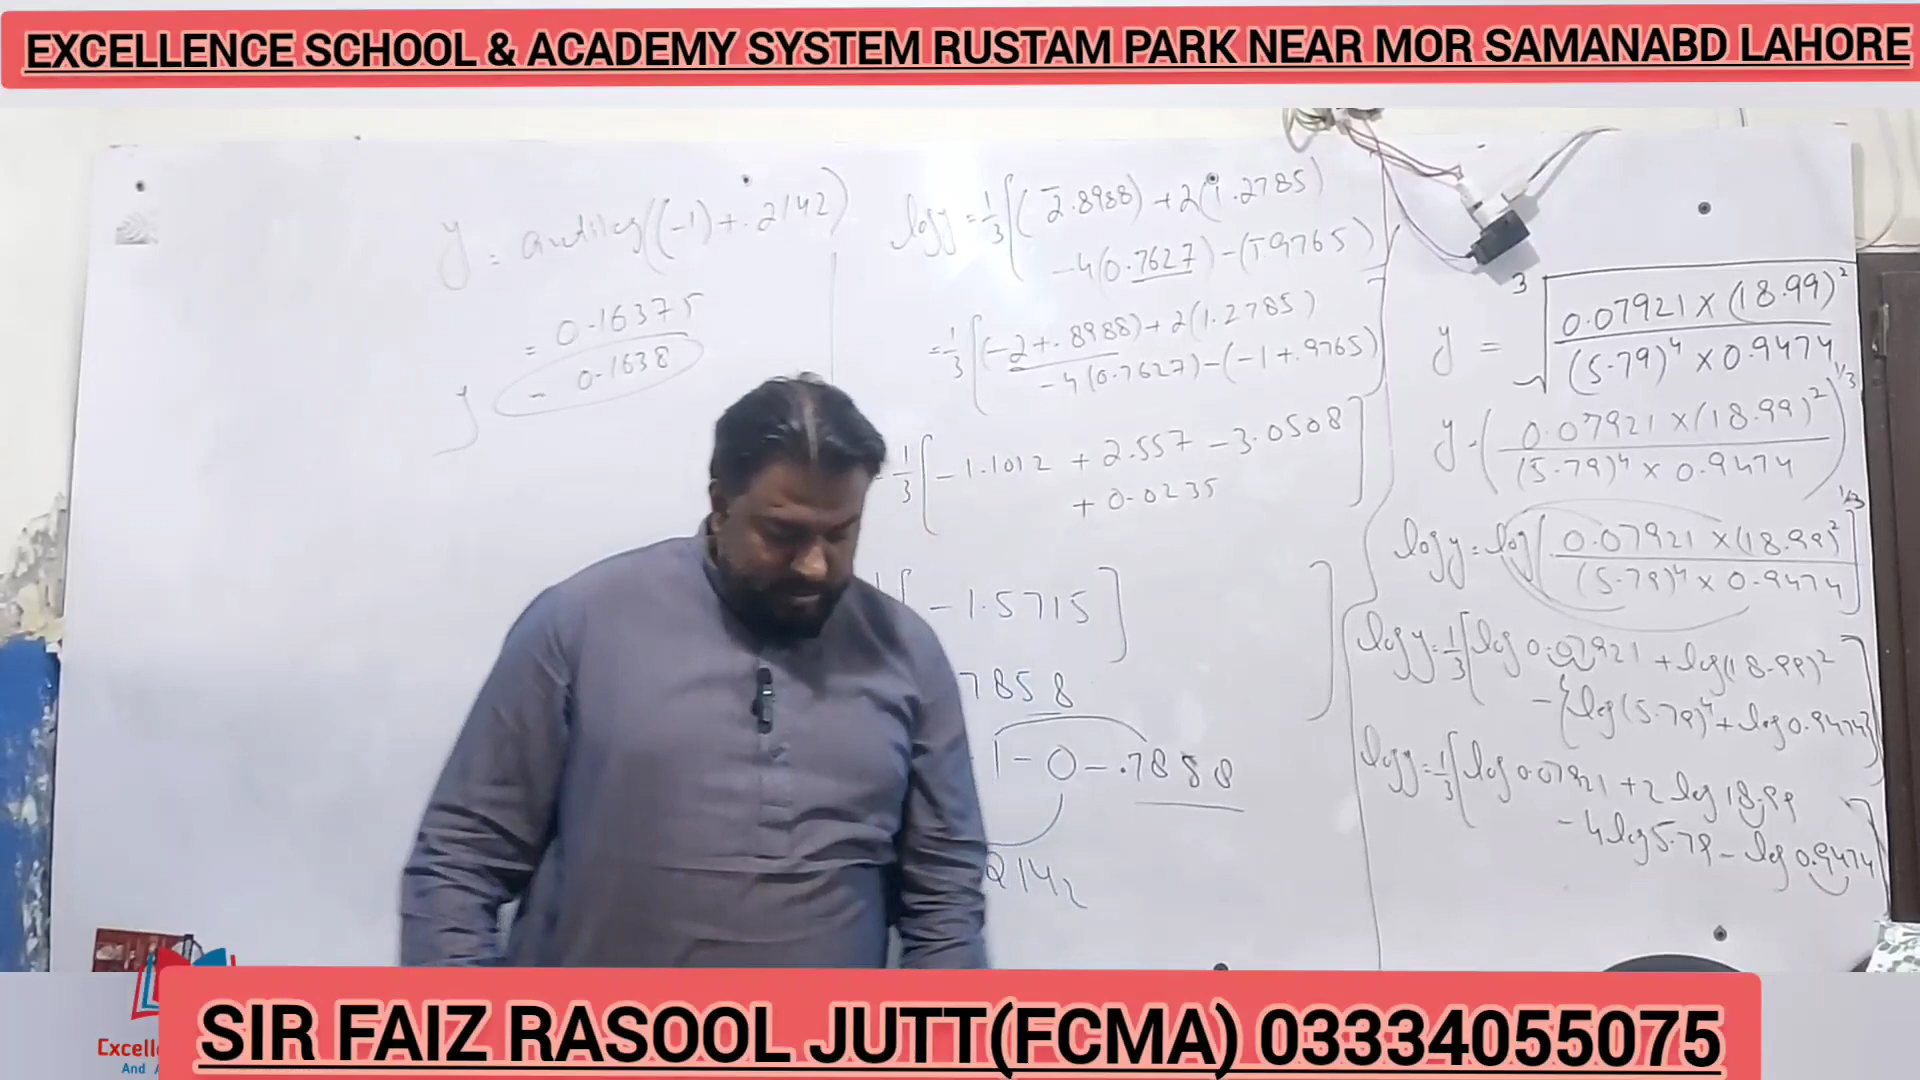 EXCELLENCE SCHOOL & ACADEMY SYSTEM RUSTAM PARK NEAR MOR SAMANABD LAHORE
y = antilog((-1) + .2142)
= 0.16375
y = 0.1638
log y = 1/3[(2̄.8988) + 2(1.2785)
-4(0.7627) - (1̄.9765)]
= 1/3[(-2 + .8988) + 2(1.2785)
-4(0.7627) - (-1 + .9765)]
1/3[-1.1012 + 2.557 - 3.0508
+ 0.0235]
[-1.5715]
7858
1 - 0 - .7858
2142
y = ³√(0.07921 × (18.99)² / (5.79)⁴ × 0.9474)
y = (0.07921 × (18.99)² / (5.79)⁴ × 0.9474)^1/3
log y = log[0.07921 × (18.99)² / (5.79)⁴ × 0.9474]^1/3
log y = 1/3[log 0.07921 + log(18.99)²
- {log(5.79)⁴ + log 0.9474}]
log y = 1/3[log 0.07921 + 2 log 18.99
- 4 log 5.79 - log 0.9474]
SIR FAIZ RASOOL JUTT(FCMA) 03334055075